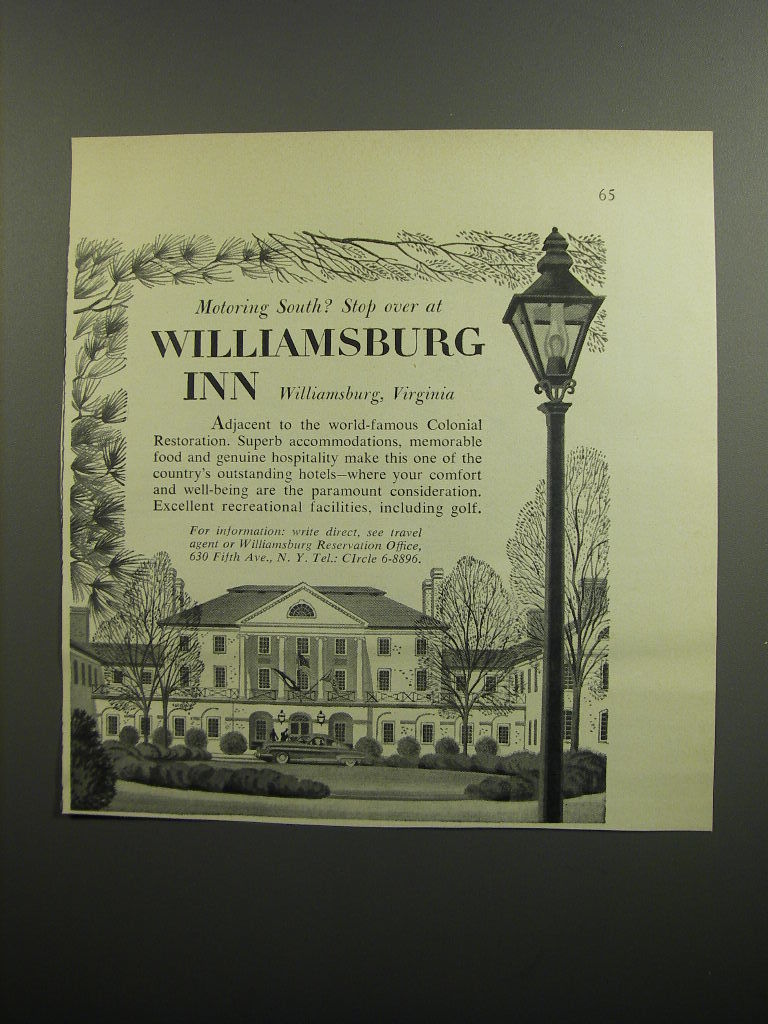 65
Motoring South? Stop over at
WILLIAMSBURG
INN Williamsburg, Virginia
Adjacent to the world-famous Colonial
Restoration. Superb accommodations, memorable
food and genuine hospitality make this one of the
country's outstanding hotels—where your comfort
and well-being are the paramount consideration.
Excellent recreational facilities, including golf.
For information: write direct, see travel
agent or Williamsburg Reservation Office,
630 Fifth Ave., N. Y. Tel.: CIrcle 6-8896.